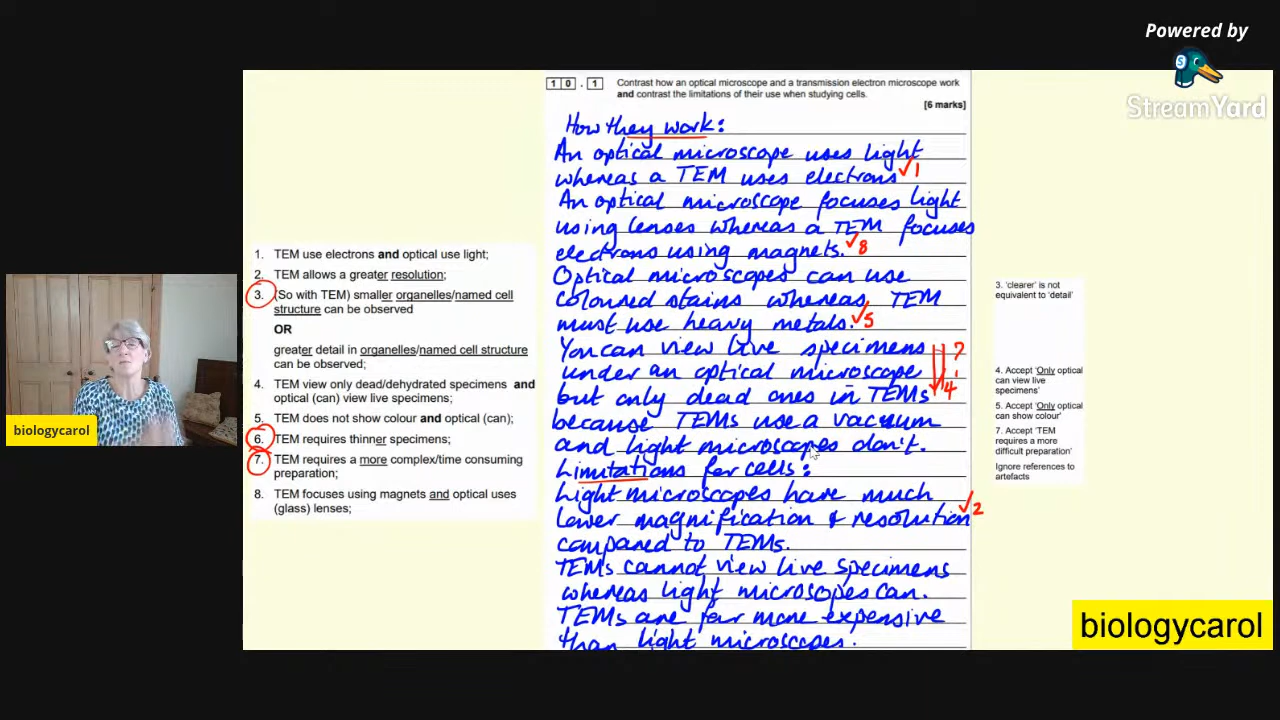 Powered by
StreamYard
1 0 . 1 Contrast how an optical microscope and a transmission electron microscope work
and contrast the limitations of their use when studying cells.
[6 marks]
How they work:
An optical microscope uses light
whereas a TEM uses electrons ✓1
An optical microscope focuses light
using lenses whereas a TEM focuses
electrons using magnets. ✓8
Optical microscopes can use
coloured stains whereas TEM
must use heavy metals. ✓5
You can view live specimens ?
under an optical microscope
but only dead ones in TEMs 4
because TEMs use a vacuum
and light microscopes don't.
Limitations for cells:
Light microscopes have much
lower magnification & resolution ✓2
compared to TEMs.
TEMs cannot view live specimens
whereas light microscopes can.
TEMs are far more expensive
than light microscopes.
1. TEM use electrons and optical use light;
2. TEM allows a greater resolution;
3. (So with TEM) smaller organelles/named cell
structure can be observed
OR
greater detail in organelles/named cell structure
can be observed;
4. TEM view only dead/dehydrated specimens and
optical (can) view live specimens;
5. TEM does not show colour and optical (can);
6. TEM requires thinner specimens;
7. TEM requires a more complex/time consuming
preparation;
8. TEM focuses using magnets and optical uses
(glass) lenses;
3. 'clearer' is not
equivalent to 'detail'
4. Accept 'Only optical
can view live
specimens'
5. Accept 'Only optical
can show colour'
7. Accept 'TEM
requires a more
difficult preparation'
Ignore references to
artefacts
biologycarol
biologycarol